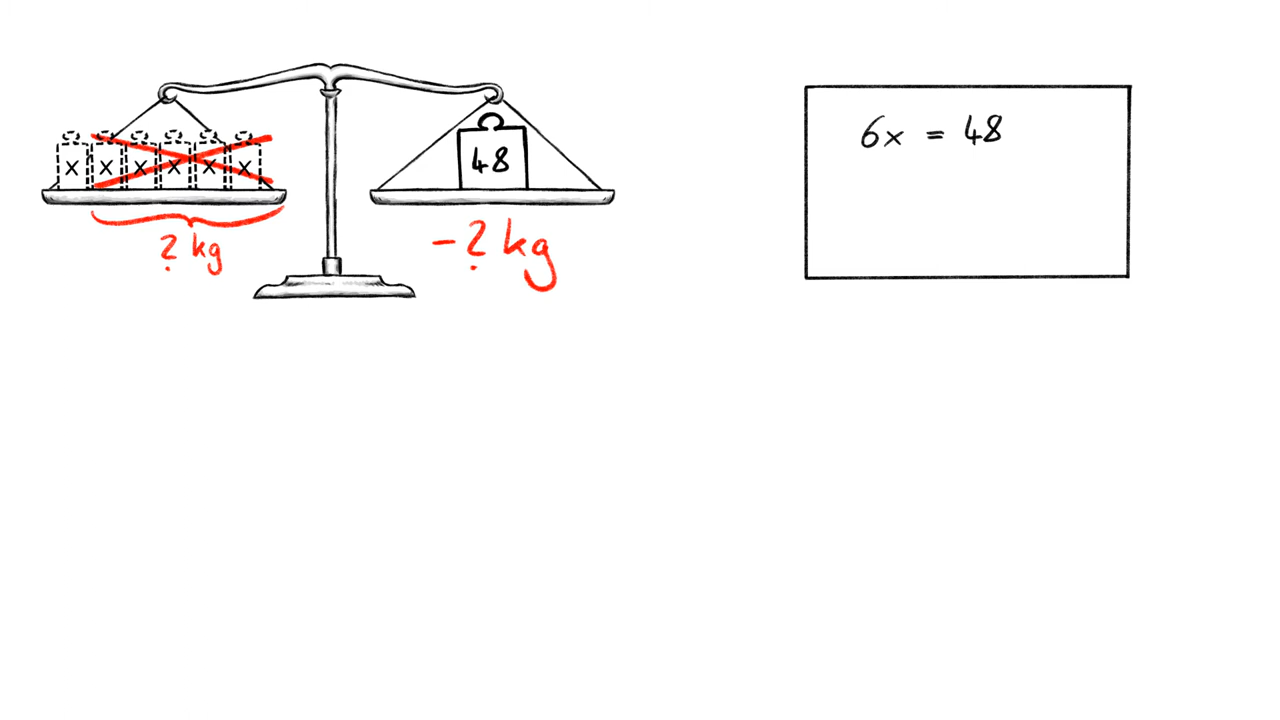 x x x x x x
48
? kg
-? kg
6x = 48